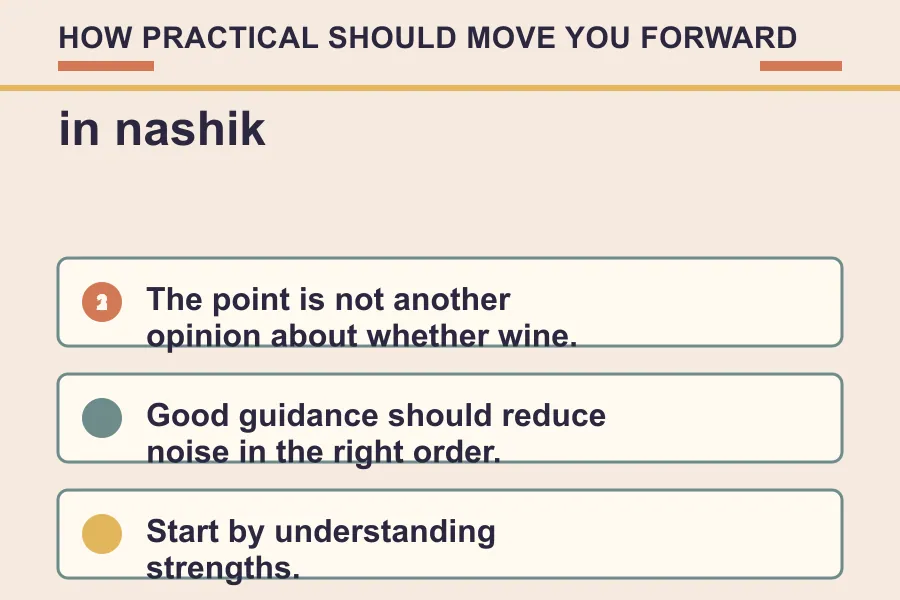 HOW PRACTICAL SHOULD MOVE YOU FORWARD
in nashik
The point is not another
opinion about whether wine.
Good guidance should reduce
noise in the right order.
Start by understanding
strengths.